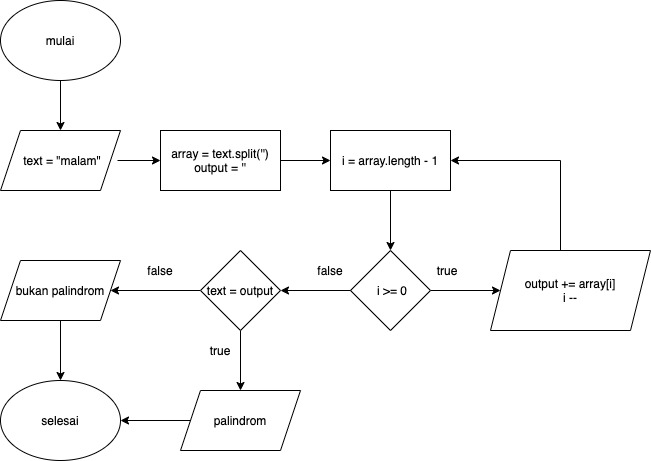 mulai
text = "malam"
array = text.split('')
output = ''
i = array.length - 1
i >= 0
true
output += array[i]
i --
false
text = output
false
bukan palindrom
true
palindrom
selesai